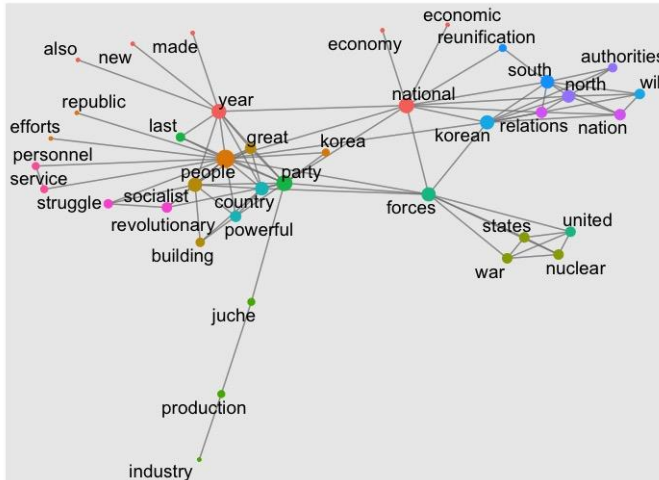 economic
made
new
also
economy
reunification
authorities
south
year
national
north
republic
last
great
korean
relations
nation
efforts
korea
personnel
people
party
service
country
struggle
socialist
forces
revolutionary
powerful
states
united
building
war
nuclear
juche
production
industry